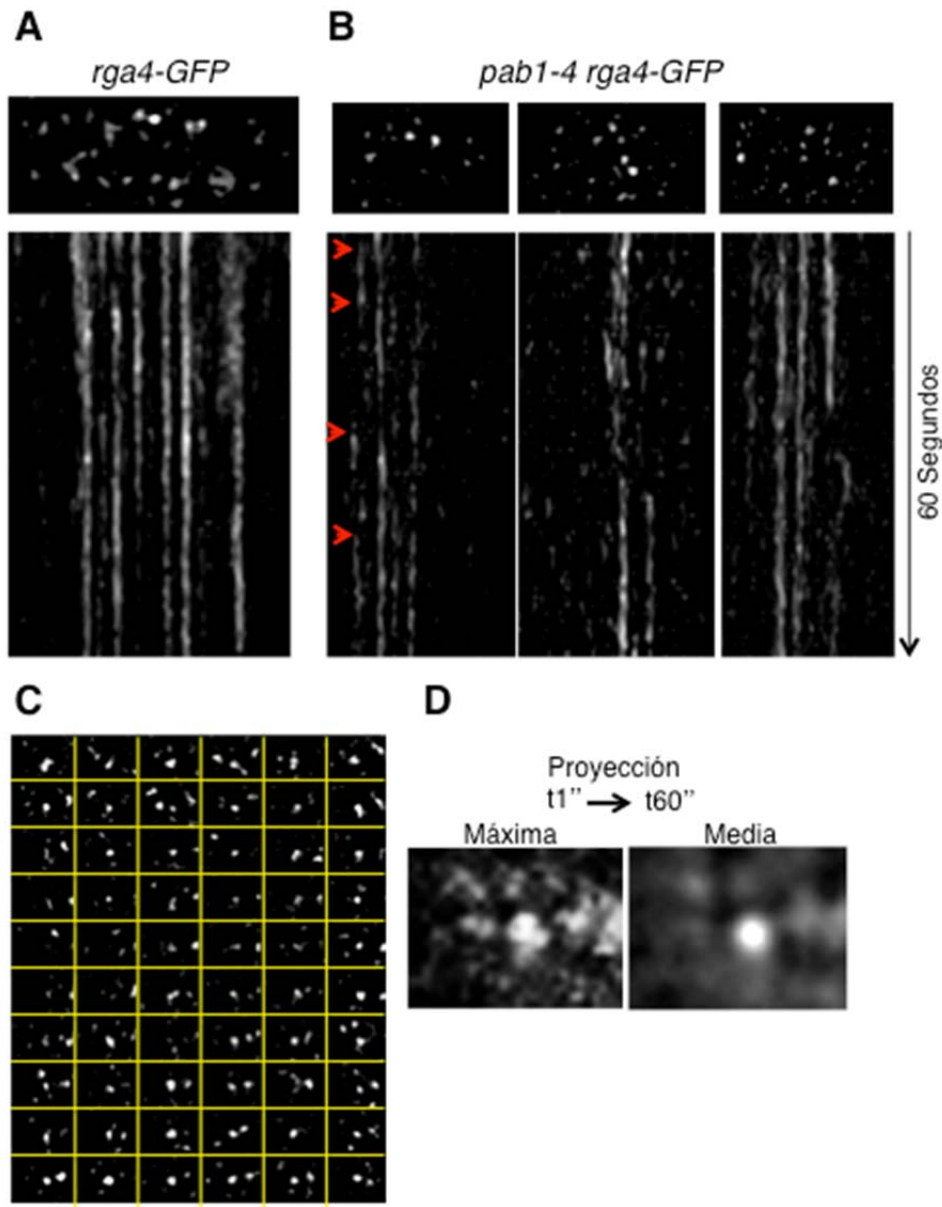 A
B
rga4-GFP
pab1-4 rga4-GFP
60 Segundos
C
D
Proyección
t1’’ t60’’
Máxima
Media